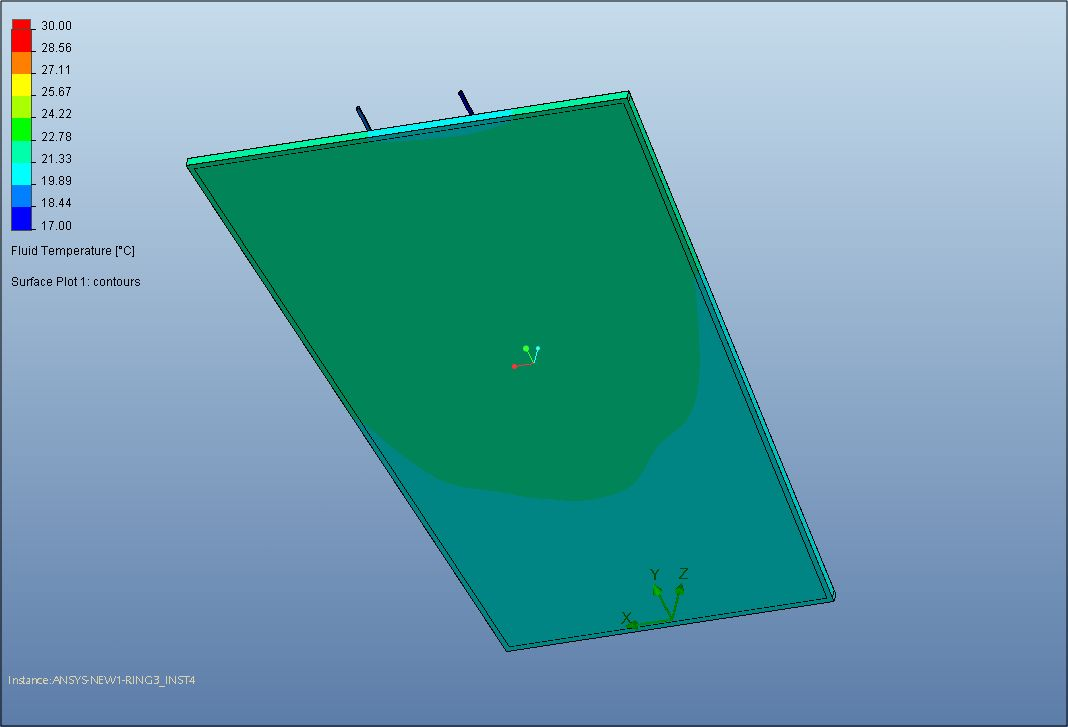 30.00
28.56
27.11
25.67
24.22
22.78
21.33
19.89
18.44
17.00
Fluid Temperature [°C]
Surface Plot 1: contours
Y Z
X
Instance:ANSYS-NEW1-RING3_INST4